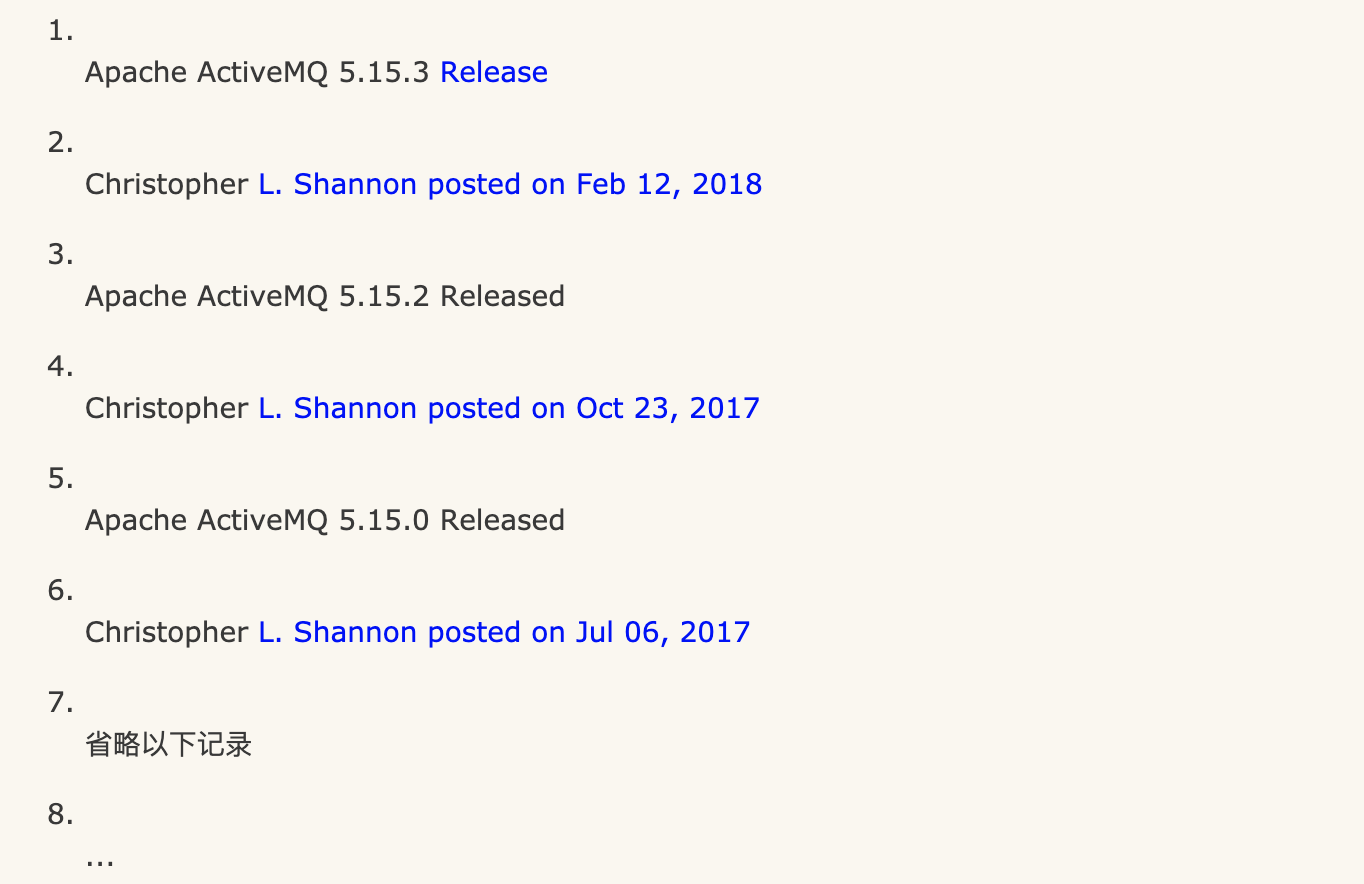 1.
Apache ActiveMQ 5.15.3 Release
2.
Christopher L. Shannon posted on Feb 12, 2018
3.
Apache ActiveMQ 5.15.2 Released
4.
Christopher L. Shannon posted on Oct 23, 2017
5.
Apache ActiveMQ 5.15.0 Released
6.
Christopher L. Shannon posted on Jul 06, 2017
7.
省略以下记录
8.
...